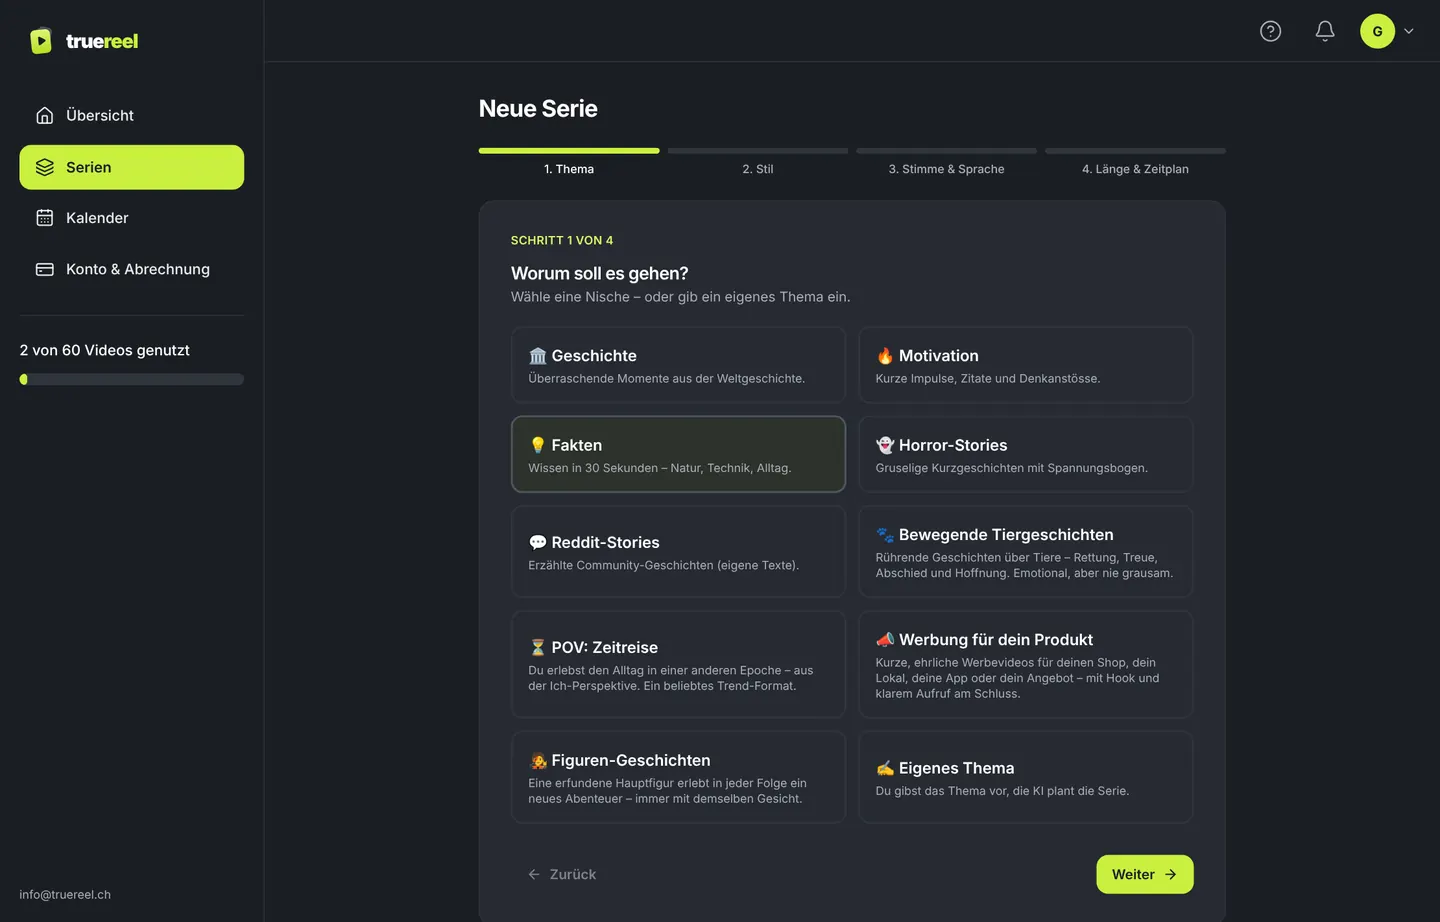 truereel
G
Übersicht
Serien
Kalender
Konto & Abrechnung
2 von 60 Videos genutzt
info@truereel.ch
Neue Serie
1. Thema
2. Stil
3. Stimme & Sprache
4. Länge & Zeitplan
SCHRITT 1 VON 4
Worum soll es gehen?
Wähle eine Nische – oder gib ein eigenes Thema ein.
🏛️ Geschichte
Überraschende Momente aus der Weltgeschichte.
🔥 Motivation
Kurze Impulse, Zitate und Denkanstösse.
💡 Fakten
Wissen in 30 Sekunden – Natur, Technik, Alltag.
👻 Horror-Stories
Gruselige Kurzgeschichten mit Spannungsbogen.
💬 Reddit-Stories
Erzählte Community-Geschichten (eigene Texte).
🐾 Bewegende Tiergeschichten
Rührende Geschichten über Tiere – Rettung, Treue,
Abschied und Hoffnung. Emotional, aber nie grausam.
⏳ POV: Zeitreise
Du erlebst den Alltag in einer anderen Epoche – aus
der Ich-Perspektive. Ein beliebtes Trend-Format.
📣 Werbung für dein Produkt
Kurze, ehrliche Werbevideos für deinen Shop, dein
Lokal, deine App oder dein Angebot – mit Hook und
klarem Aufruf am Schluss.
🧑‍🎤 Figuren-Geschichten
Eine erfundene Hauptfigur erlebt in jeder Folge ein
neues Abenteuer – immer mit demselben Gesicht.
✍️ Eigenes Thema
Du gibst das Thema vor, die KI plant die Serie.
← Zurück
Weiter →